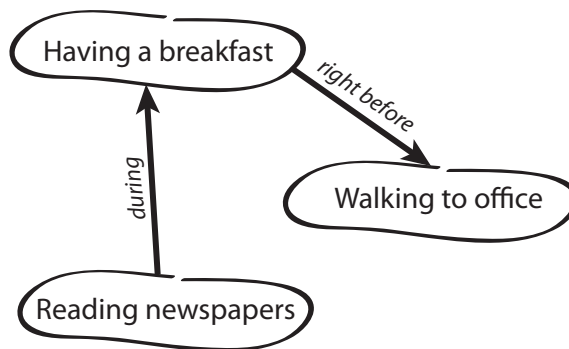 Having a breakfast
right before
during
Walking to office
Reading newspapers